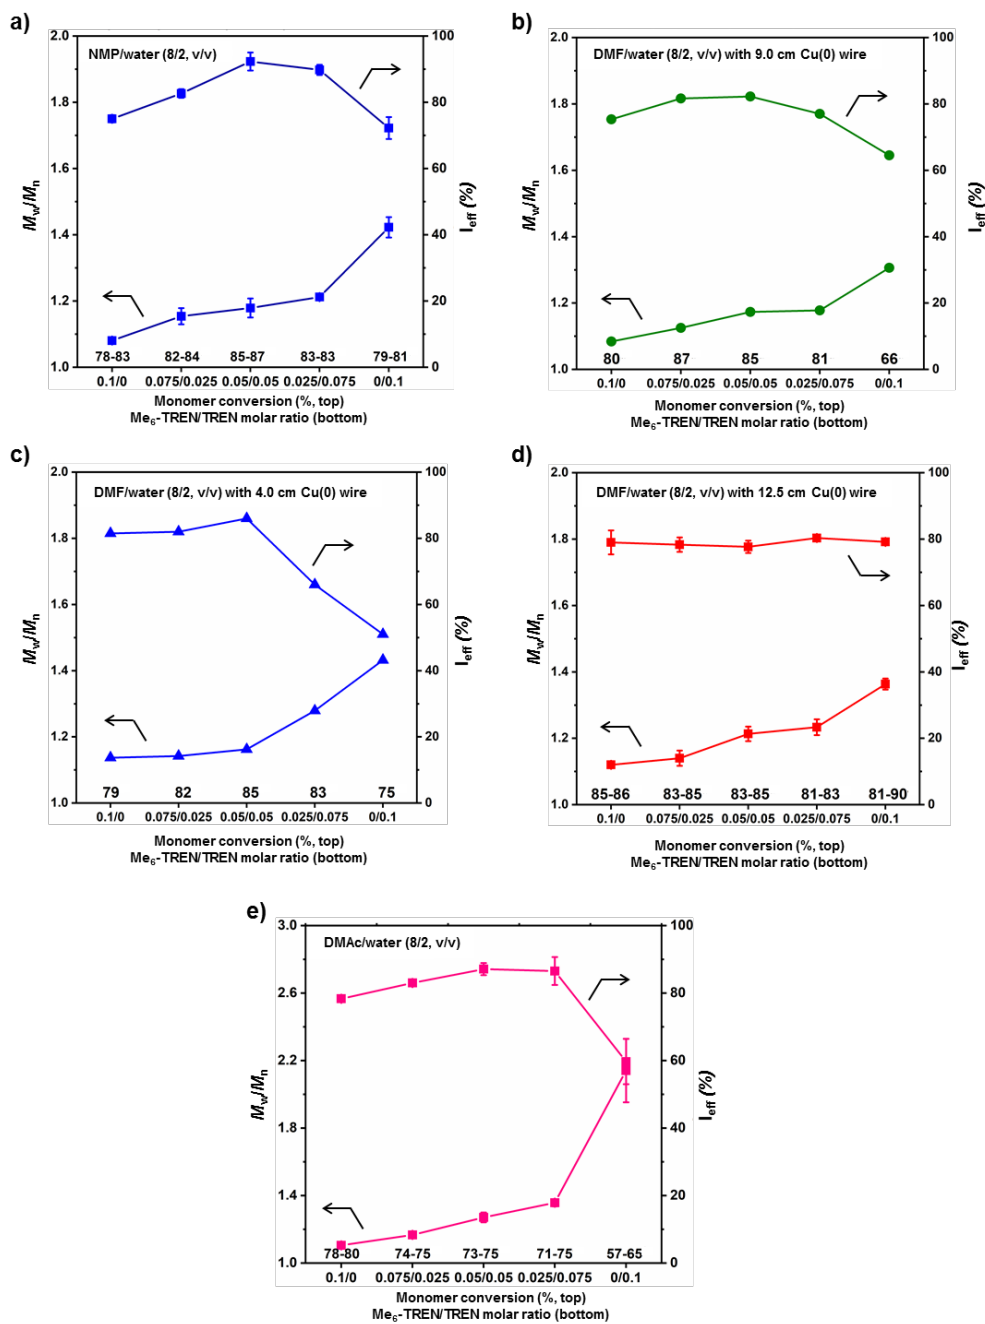 a)
NMP/water (8/2, v/v)
2.0
1.8
1.6
1.4
1.2
1.0
Mw/Mn
100
80
60
40
20
0
Ieff (%)
78-83 82-84 85-87 83-83 79-81
0.1/0 0.075/0.025 0.05/0.05 0.025/0.075 0/0.1
Monomer conversion (%, top)
Me6-TREN/TREN molar ratio (bottom)
b)
DMF/water (8/2, v/v) with 9.0 cm Cu(0) wire
2.0
1.8
1.6
1.4
1.2
1.0
Mw/Mn
100
80
60
40
20
0
Ieff (%)
80 87 85 81 66
0.1/0 0.075/0.025 0.05/0.05 0.025/0.075 0/0.1
Monomer conversion (%, top)
Me6-TREN/TREN molar ratio (bottom)
c)
DMF/water (8/2, v/v) with 4.0 cm Cu(0) wire
2.0
1.8
1.6
1.4
1.2
1.0
Mw/Mn
100
80
60
40
20
0
Ieff (%)
79 82 85 83 75
0.1/0 0.075/0.025 0.05/0.05 0.025/0.075 0/0.1
Monomer conversion (%, top)
Me6-TREN/TREN molar ratio (bottom)
d)
DMF/water (8/2, v/v) with 12.5 cm Cu(0) wire
2.0
1.8
1.6
1.4
1.2
1.0
Mw/Mn
100
80
60
40
20
0
Ieff (%)
85-86 83-85 83-85 81-83 81-90
0.1/0 0.075/0.025 0.05/0.05 0.025/0.075 0/0.1
Monomer conversion (%, top)
Me6-TREN/TREN molar ratio (bottom)
e)
DMAc/water (8/2, v/v)
3.0
2.6
2.2
1.8
1.4
1.0
Mw/Mn
100
80
60
40
20
0
Ieff (%)
78-80 74-75 73-75 71-75 57-65
0.1/0 0.075/0.025 0.05/0.05 0.025/0.075 0/0.1
Monomer conversion (%, top)
Me6-TREN/TREN molar ratio (bottom)